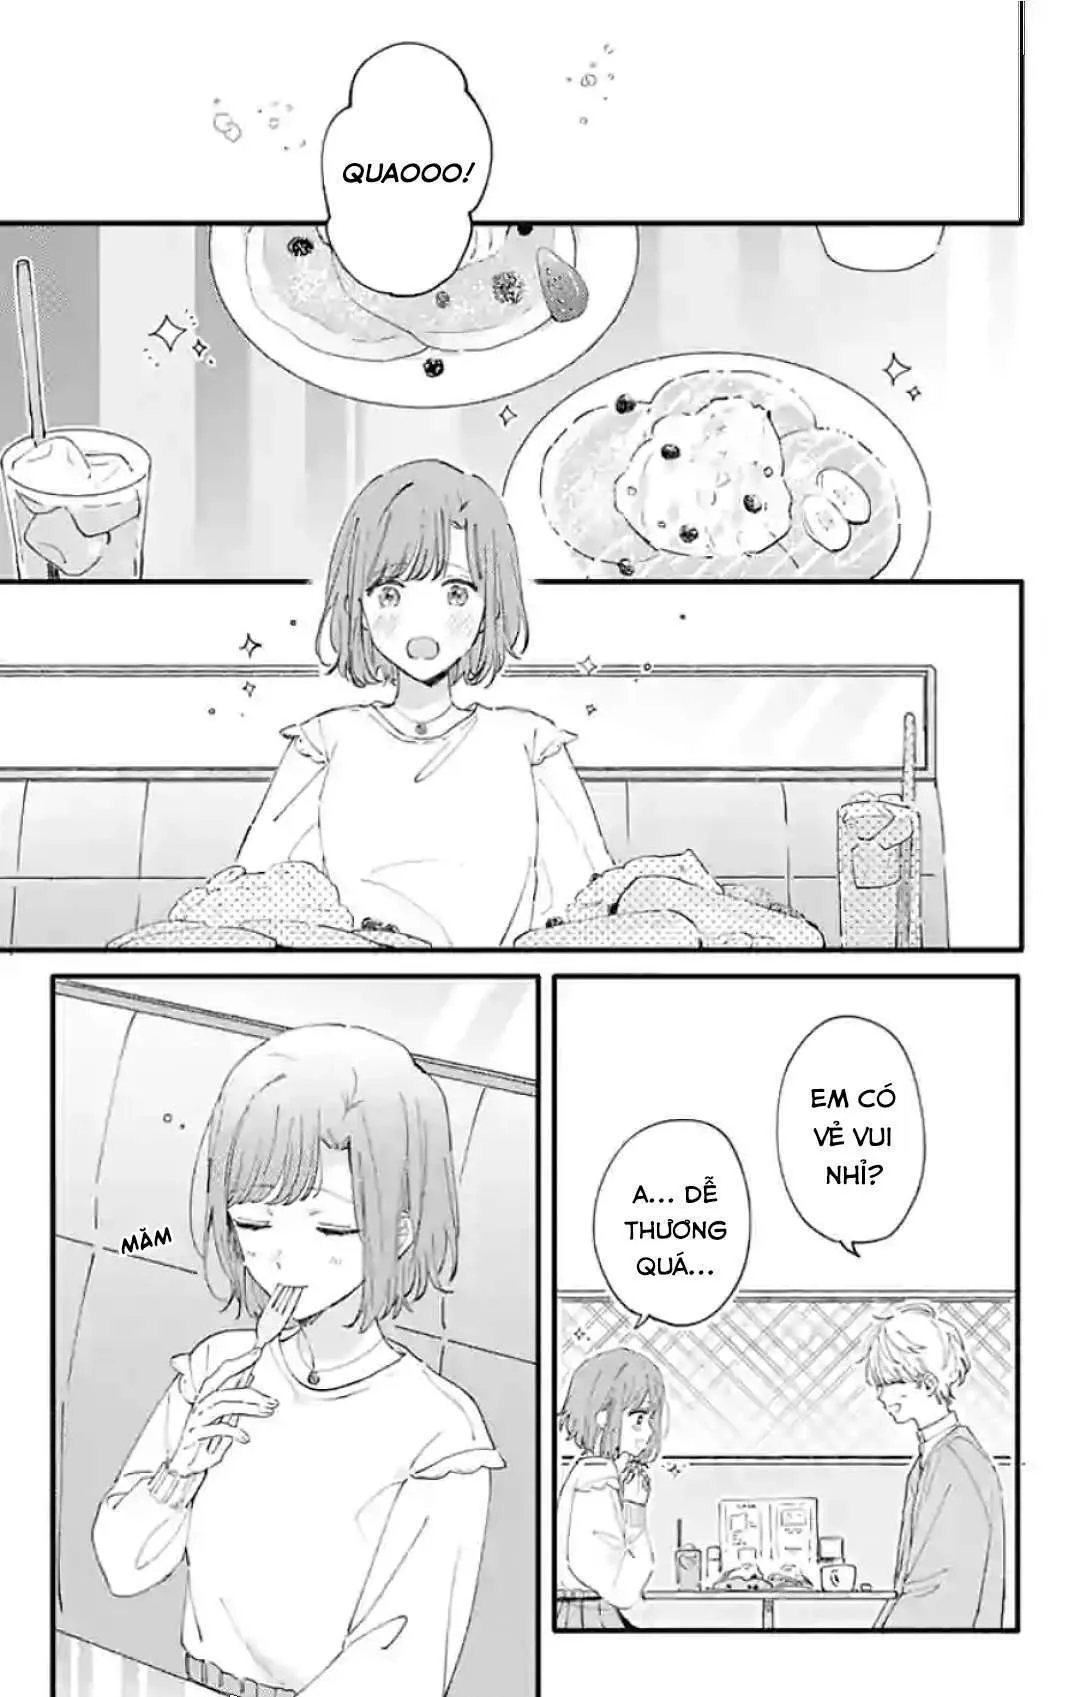 QUAOOO!
EM CÓ
VẺ VUI
NHỈ?
A... DỄ
THƯƠNG
QUÁ...
MĂM